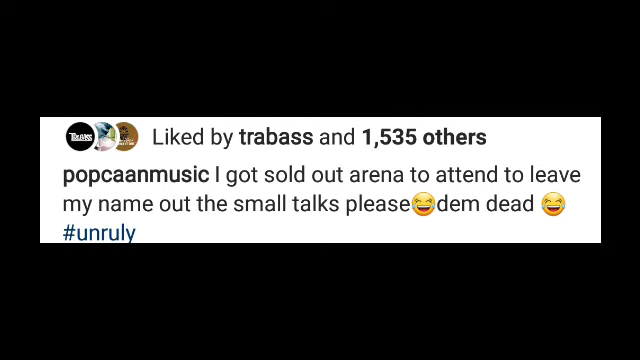 Liked by trabass and 1,535 others
popcaanmusic I got sold out arena to attend to leave
my name out the small talks please😂dem dead 😂
#unruly